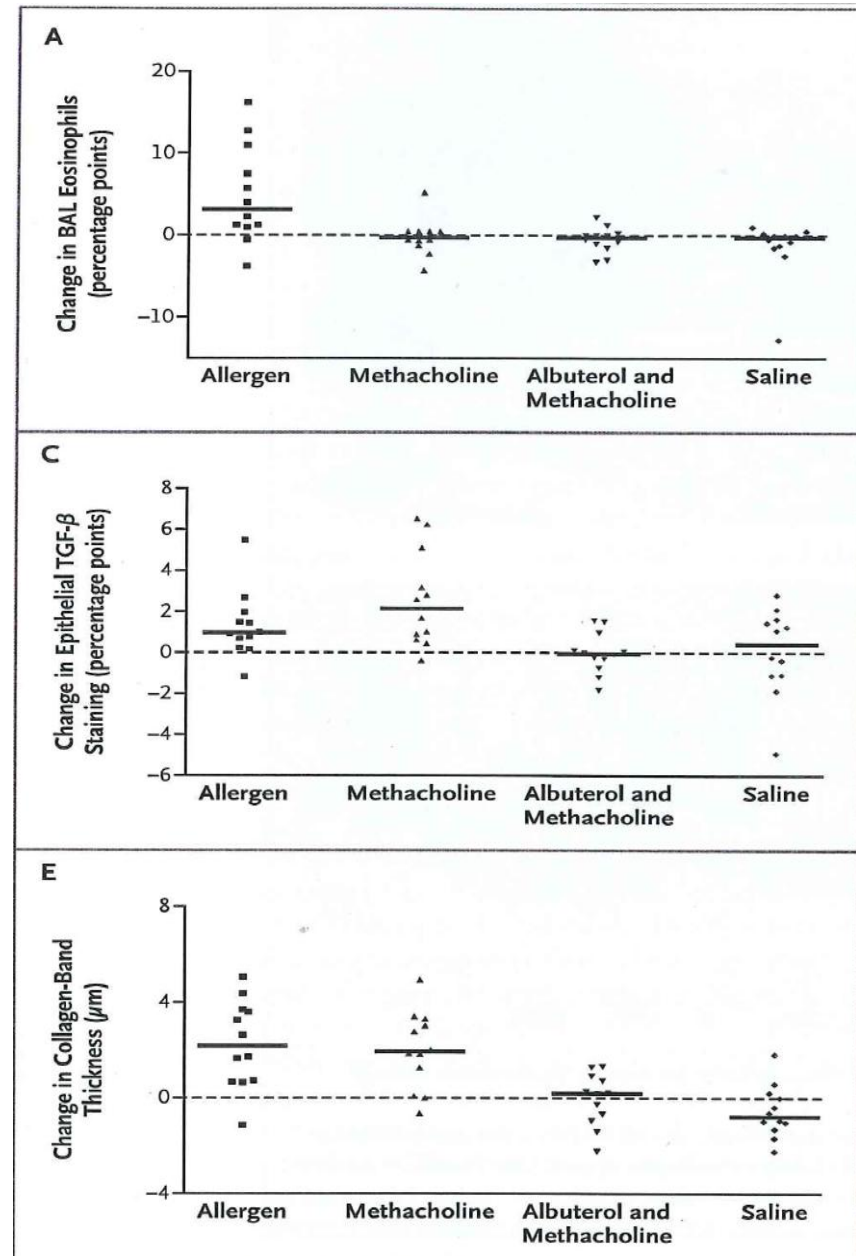 A
Change in BAL Eosinophils
(percentage points)
20
10
0
–10
Allergen
Methacholine
Albuterol and
Methacholine
Saline
C
Change in Epithelial TGF-β
Staining (percentage points)
8
6
4
2
0
–2
–4
–6
Allergen
Methacholine
Albuterol and
Methacholine
Saline
E
Change in Collagen-Band
Thickness (μm)
8
4
0
–4
Allergen
Methacholine
Albuterol and
Methacholine
Saline